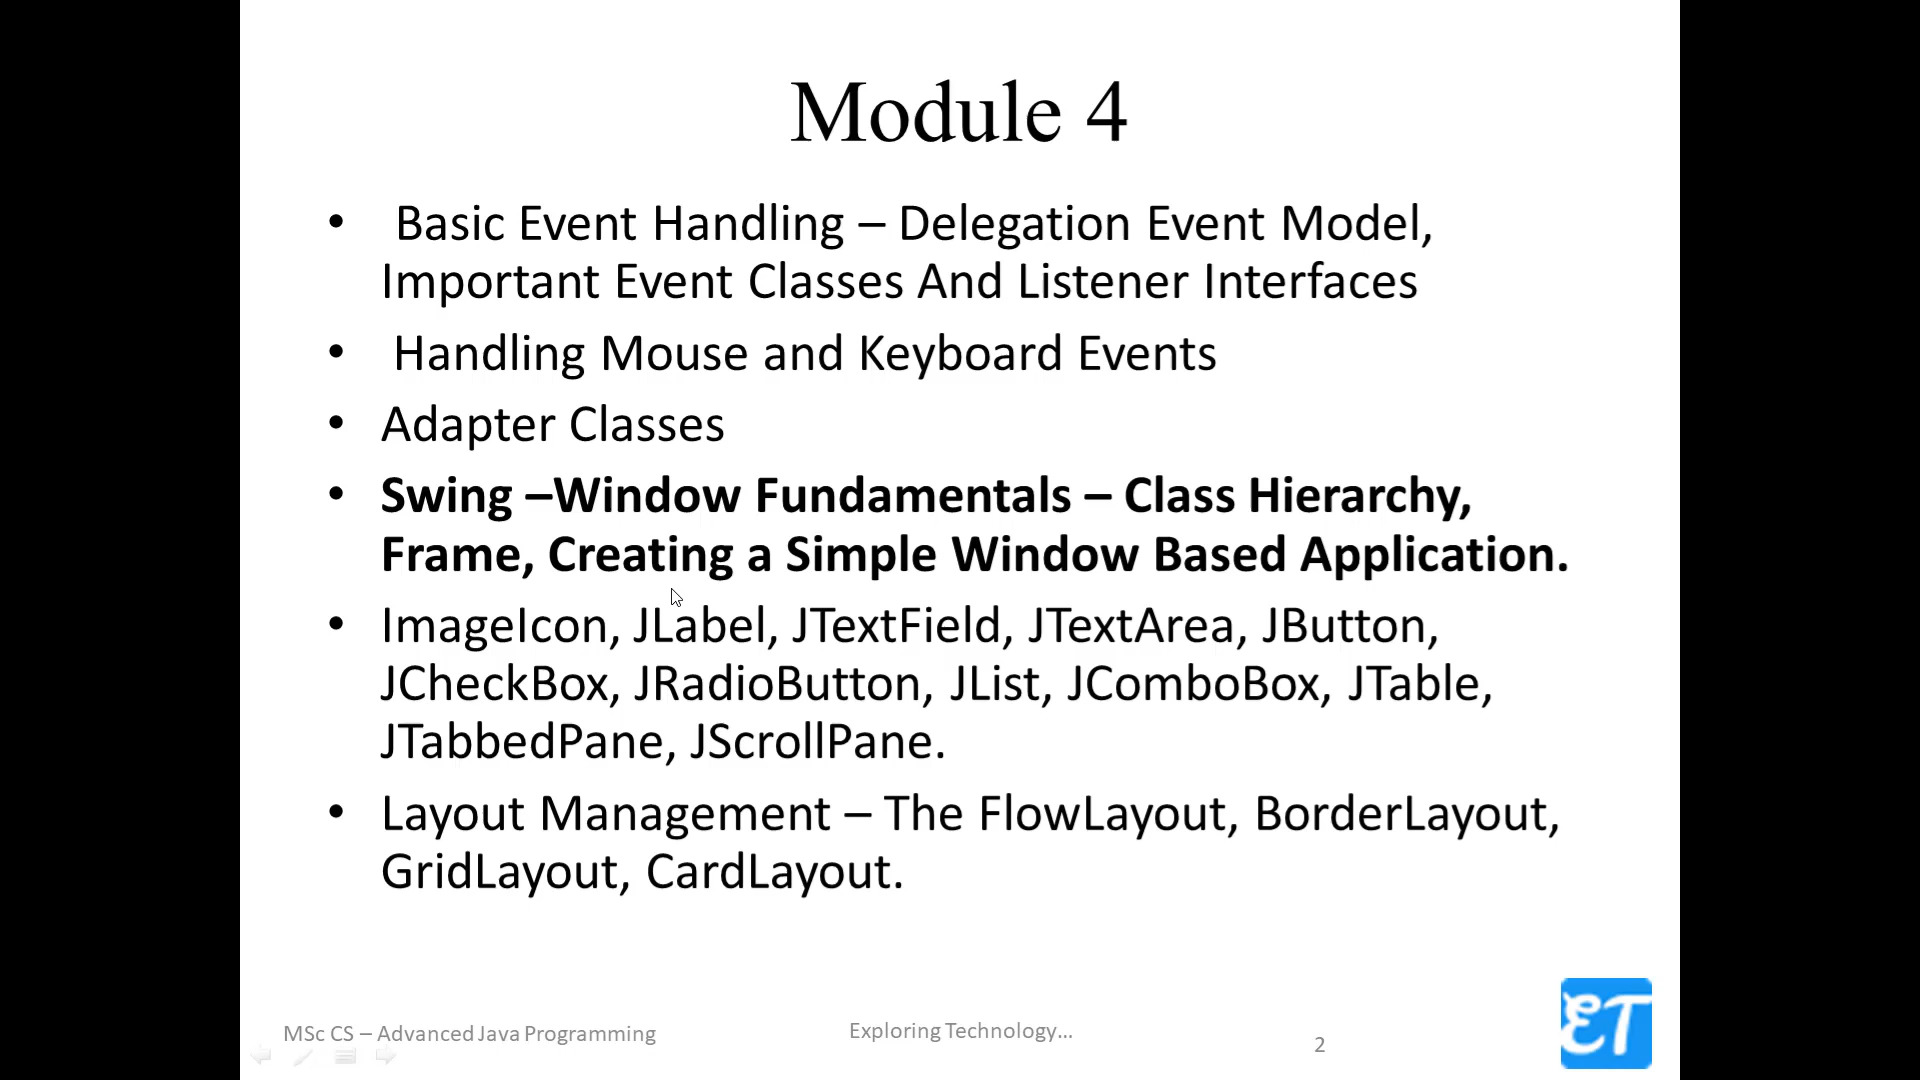 Module 4
• Basic Event Handling – Delegation Event Model,
Important Event Classes And Listener Interfaces
• Handling Mouse and Keyboard Events
• Adapter Classes
• Swing –Window Fundamentals – Class Hierarchy,
Frame, Creating a Simple Window Based Application.
• ImageIcon, JLabel, JTextField, JTextArea, JButton,
JCheckBox, JRadioButton, JList, JComboBox, JTable,
JTabbedPane, JScrollPane.
• Layout Management – The FlowLayout, BorderLayout,
GridLayout, CardLayout.
MSc CS – Advanced Java Programming
Exploring Technology...
2
ET